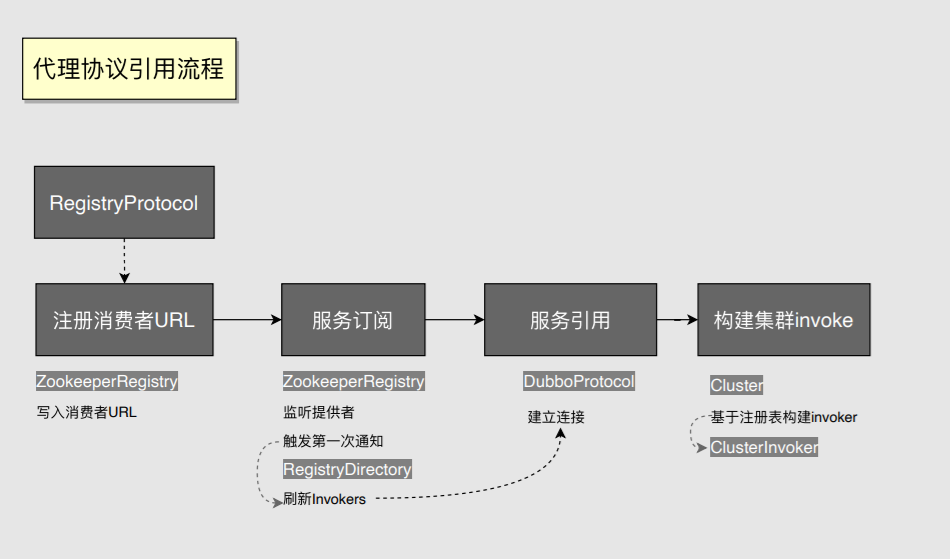 代理协议引用流程
RegistryProtocol
注册消费者URL
服务订阅
服务引用
构建集群invoke
ZookeeperRegistry
写入消费者URL
ZookeeperRegistry
监听提供者
触发第一次通知
RegistryDirectory
刷新Invokers
DubboProtocol
建立连接
Cluster
基于注册表构建invoker
ClusterInvoker